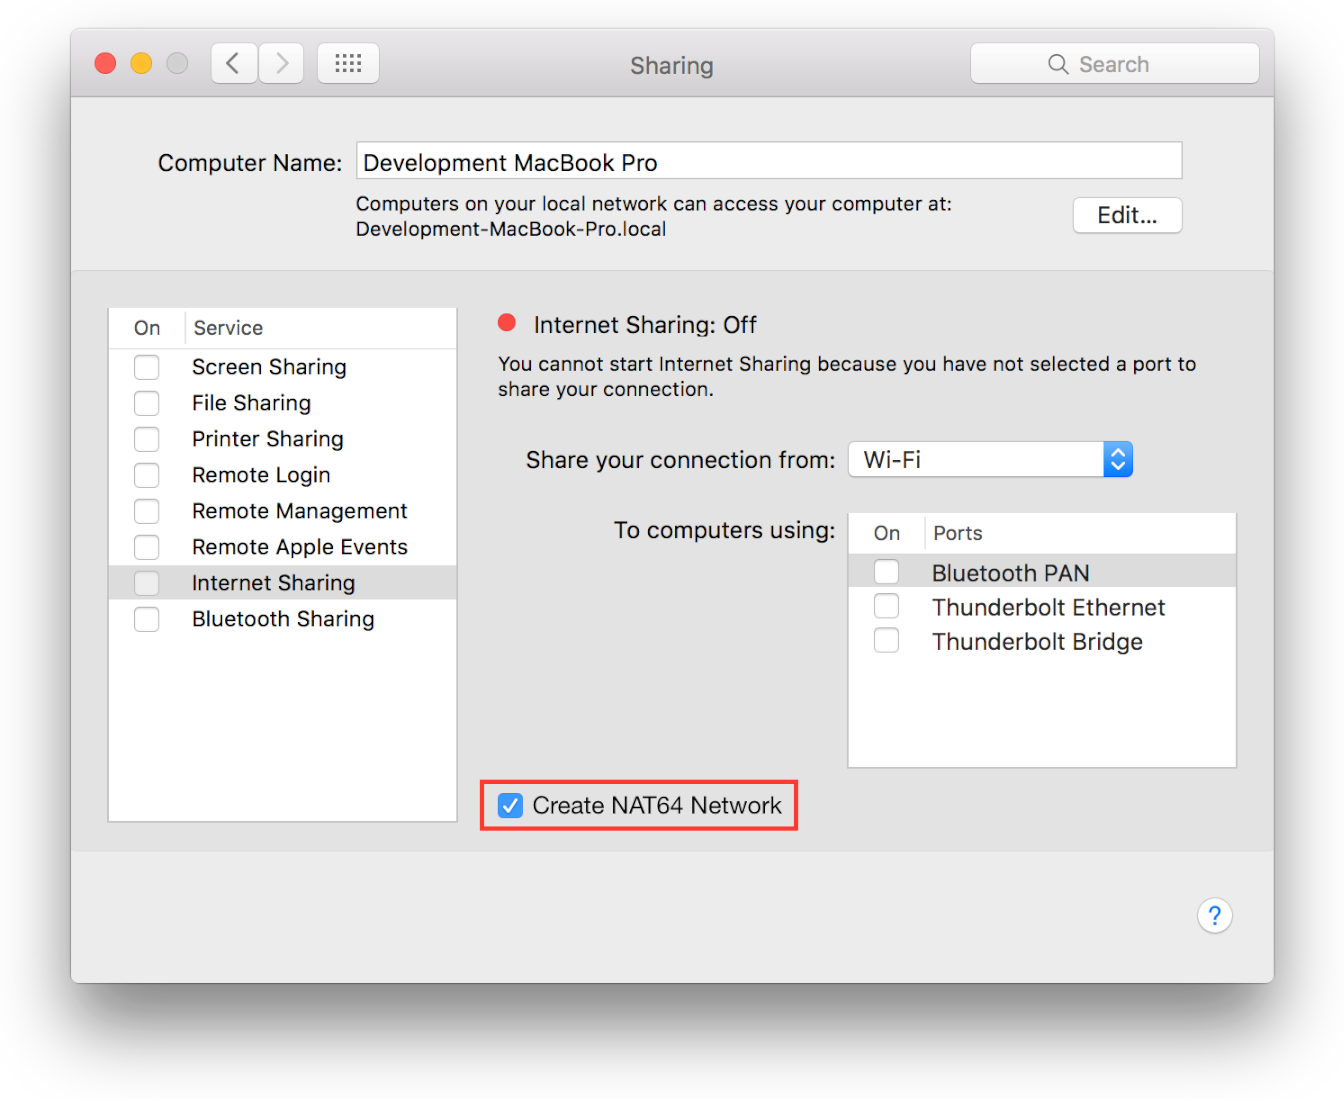 Sharing
Search
Computer Name: Development MacBook Pro
Computers on your local network can access your computer at:
Development-MacBook-Pro.local
Edit...
On Service
Screen Sharing
File Sharing
Printer Sharing
Remote Login
Remote Management
Remote Apple Events
Internet Sharing
Bluetooth Sharing
Internet Sharing: Off
You cannot start Internet Sharing because you have not selected a port to
share your connection.
Share your connection from: Wi-Fi
To computers using:
On Ports
Bluetooth PAN
Thunderbolt Ethernet
Thunderbolt Bridge
Create NAT64 Network
?